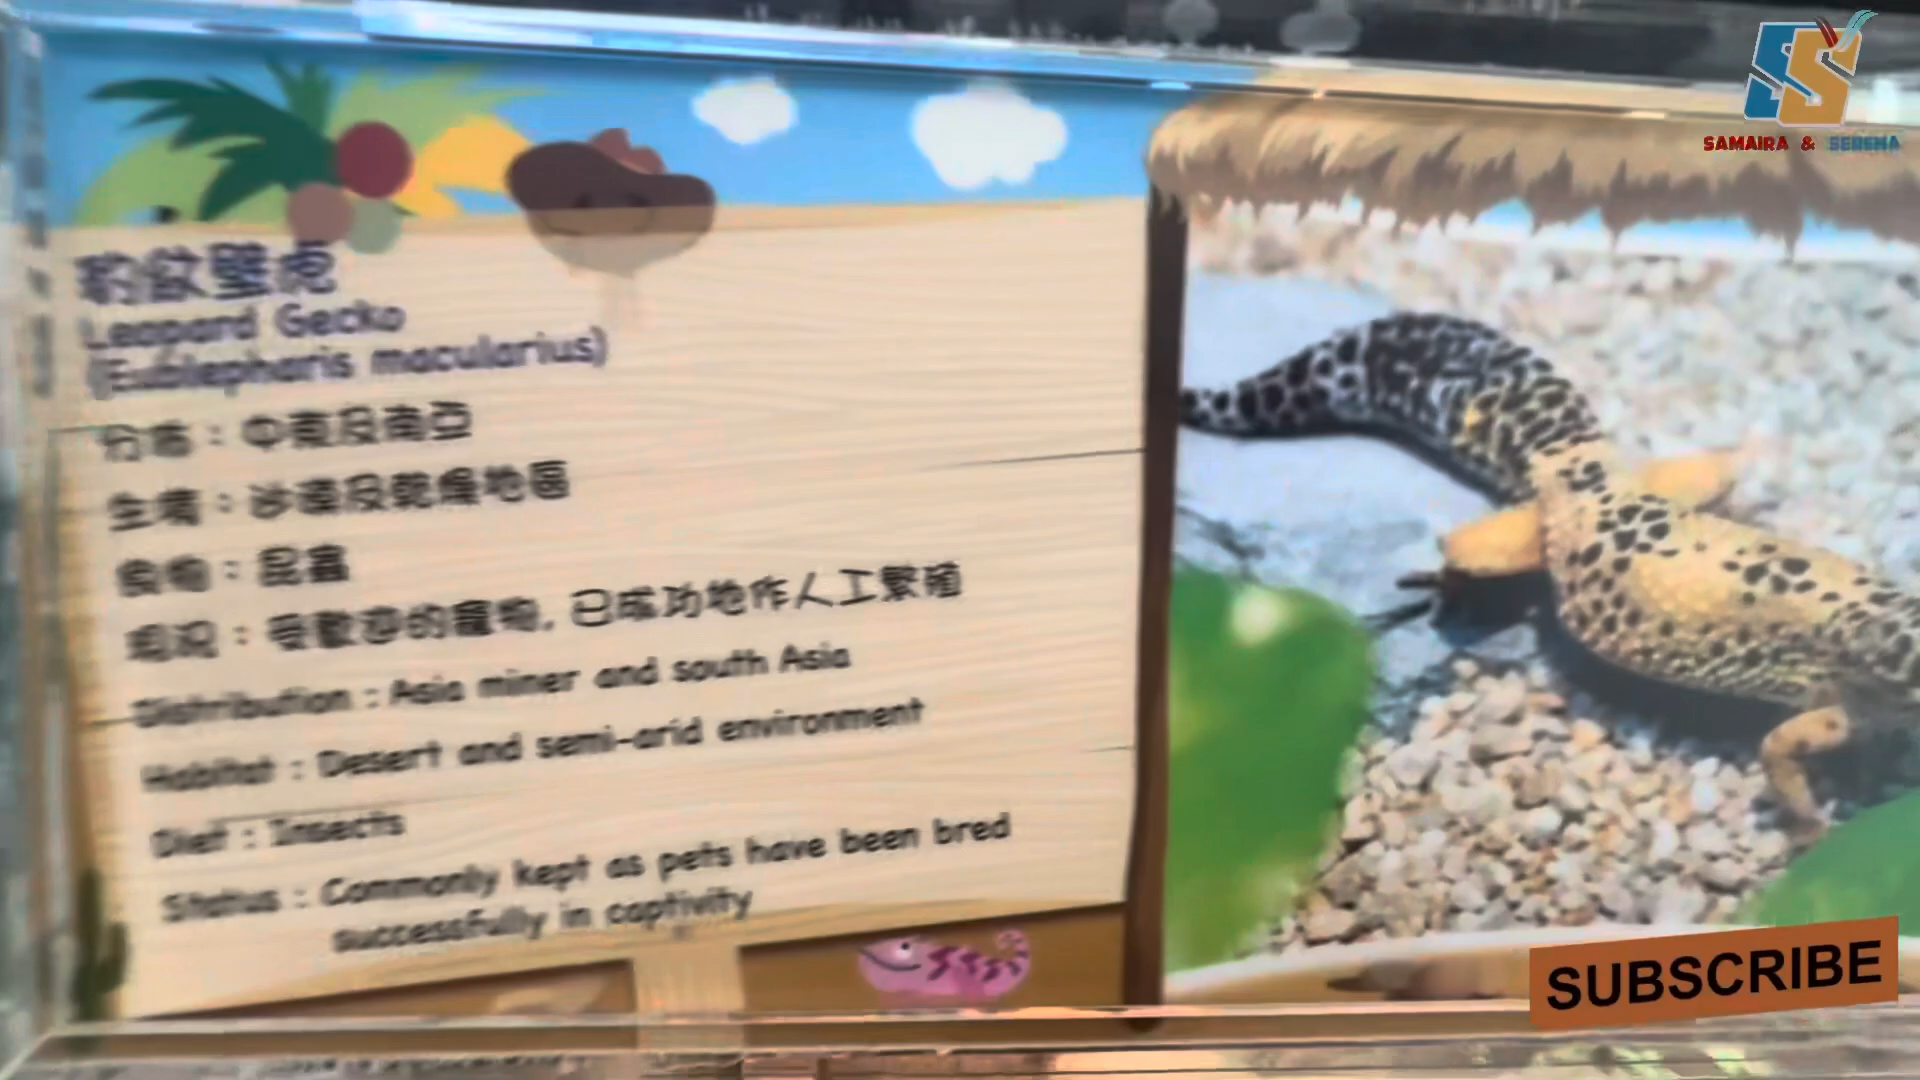 豹紋壁虎
Leopard Gecko
(Eublepharis macularius)
分佈：中東及南亞
生境：沙漠及乾燥地區
食物：昆蟲
現況：受歡迎的寵物, 已成功地作人工繁殖
Distribution : Asia miner and south Asia
Habitat : Desert and semi-arid environment
Diet : Insects
Status : Commonly kept as pets have been bred
successfully in captivity
SS
SAMAIRA & SERENA
SUBSCRIBE